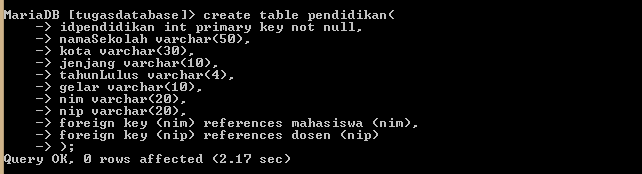 MariaDB [tugasdatabase]> create table pendidikan(
-> idpendidikan int primary key not null,
-> namaSekolah varchar(50),
-> kota varchar(30),
-> jenjang varchar(10),
-> tahunLulus varchar(4),
-> gelar varchar(10),
-> nim varchar(20),
-> nip varchar(20),
-> foreign key (nim) references mahasiswa (nim),
-> foreign key (nip) references dosen (nip)
-> );
Query OK, 0 rows affected (2.17 sec)